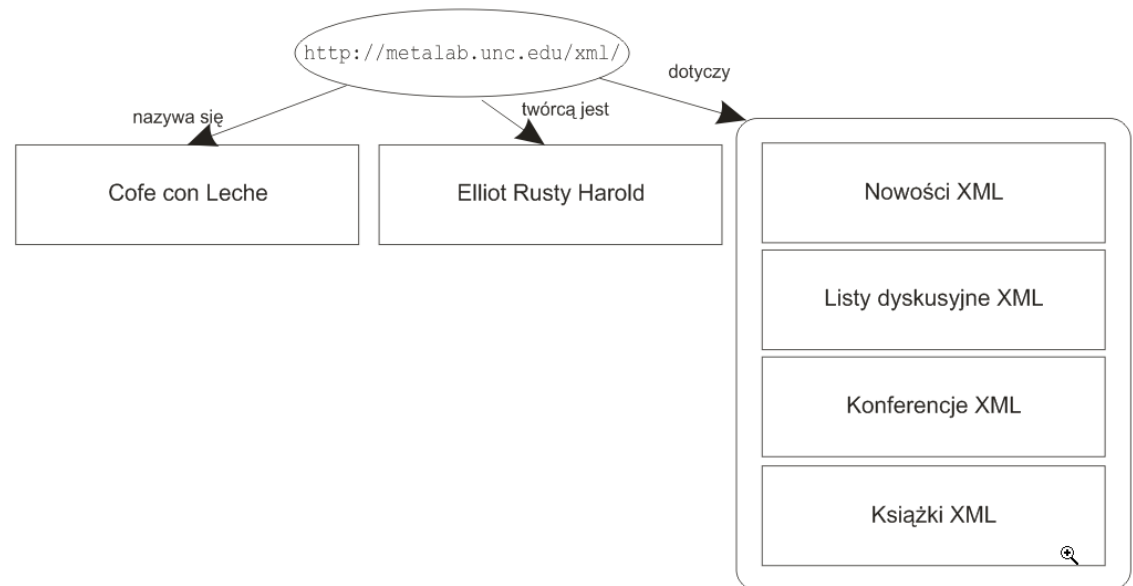 http://metalab.unc.edu/xml/
dotyczy
nazywa się
twórcą jest
Cofe con Leche
Elliot Rusty Harold
Nowości XML
Listy dyskusyjne XML
Konferencje XML
Książki XML